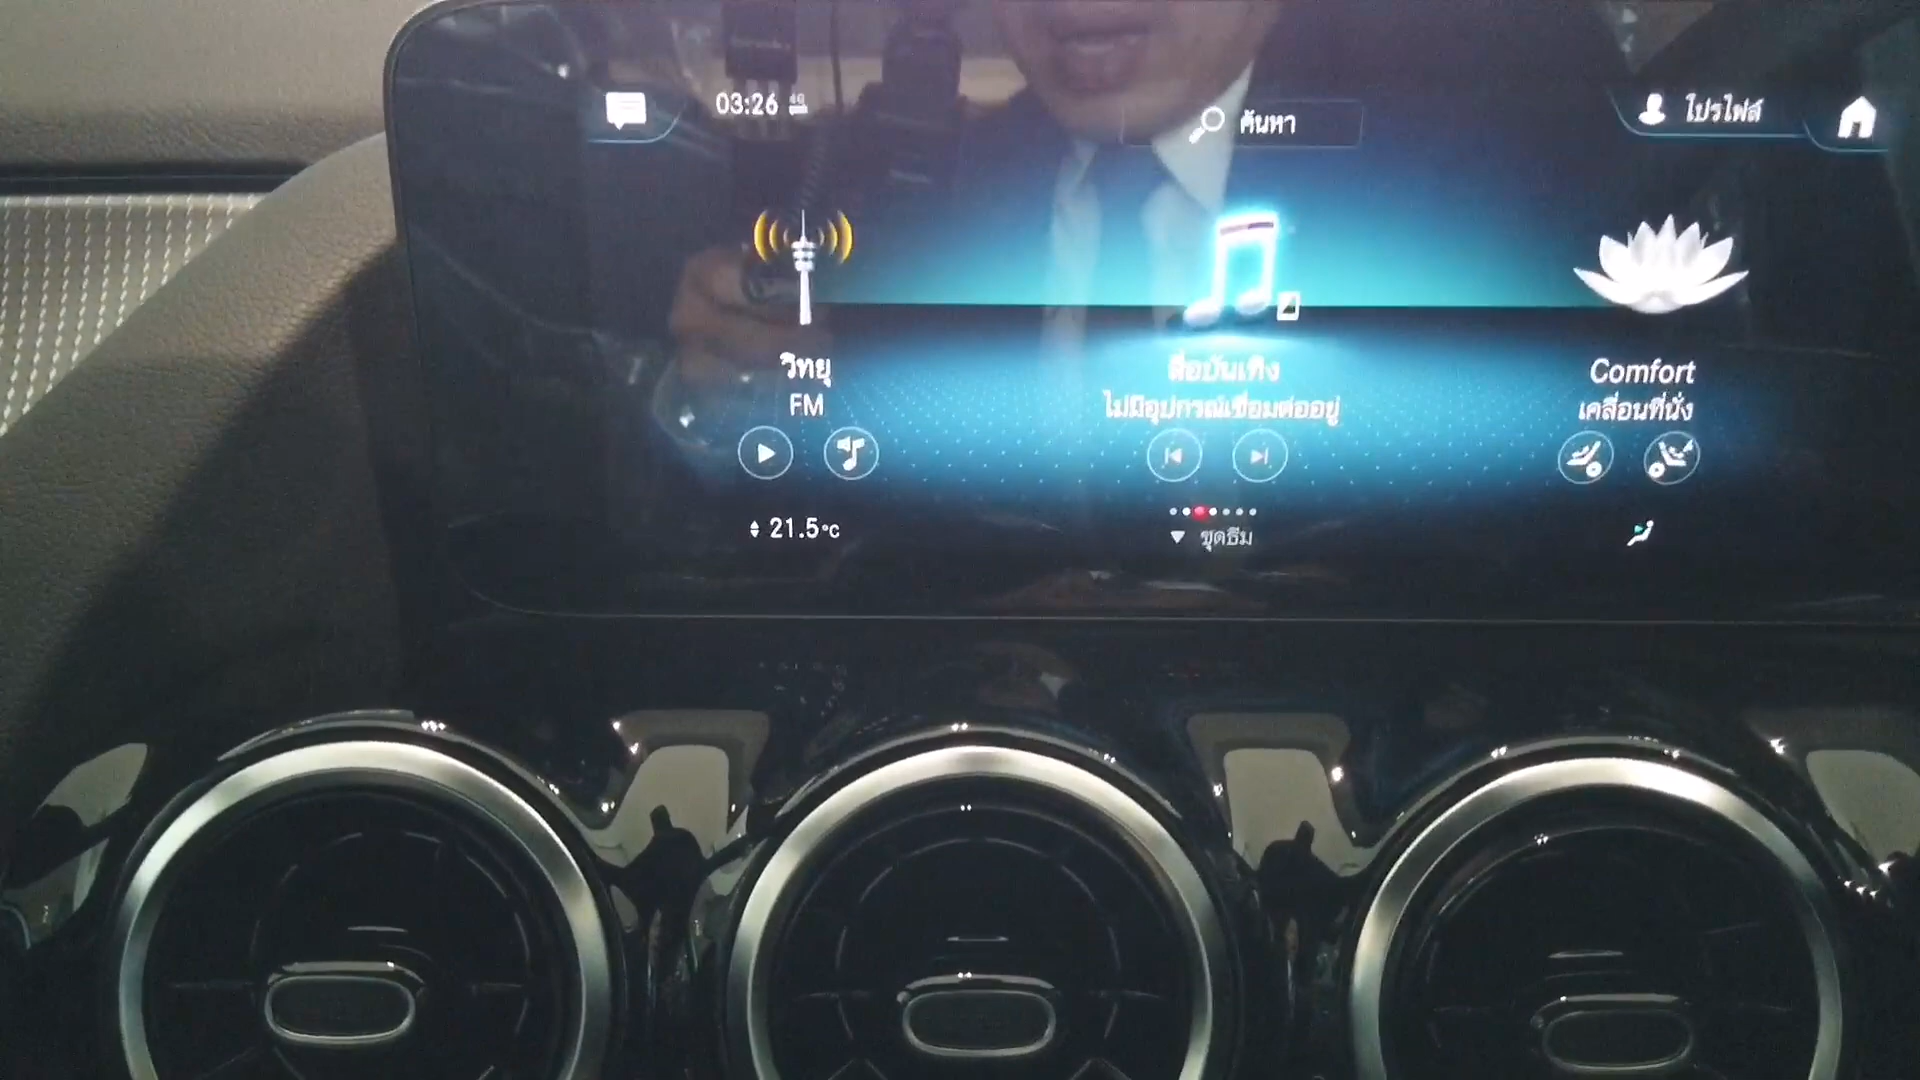 03:26 4G
ค้นหา
โปรไฟล์
วิทยุ
FM
สื่อบันเทิง
ไม่มีอุปกรณ์เชื่อมต่ออยู่
Comfort
เคลื่อนที่นั่ง
21.5°C
ชุดธีม